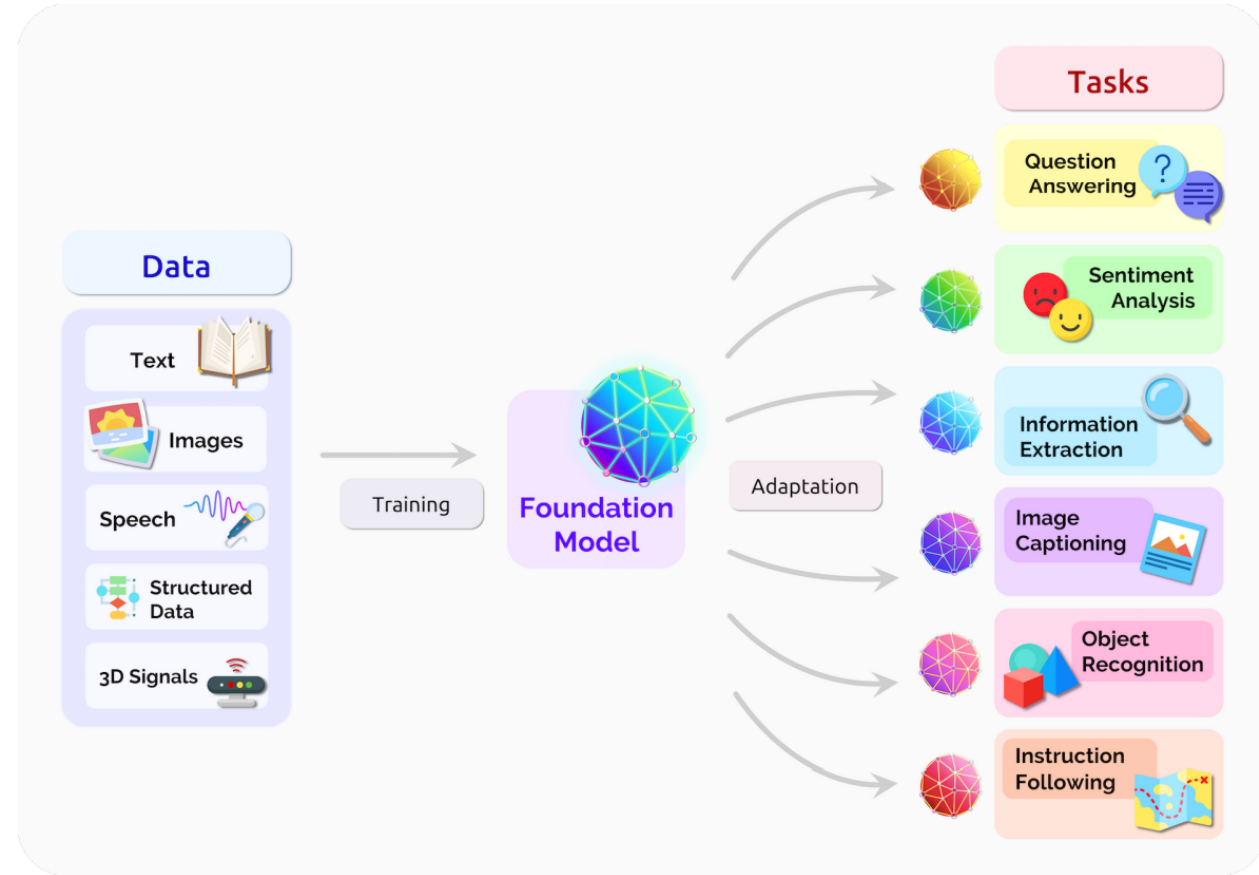 Data
Text
Images
Speech
Structured
Data
3D Signals
Training
Foundation
Model
Adaptation
Tasks
Question
Answering
Sentiment
Analysis
Information
Extraction
Image
Captioning
Object
Recognition
Instruction
Following